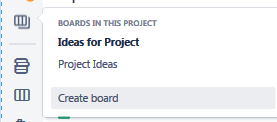 BOARDS IN THIS PROJECT
Ideas for Project
Project Ideas
Create board